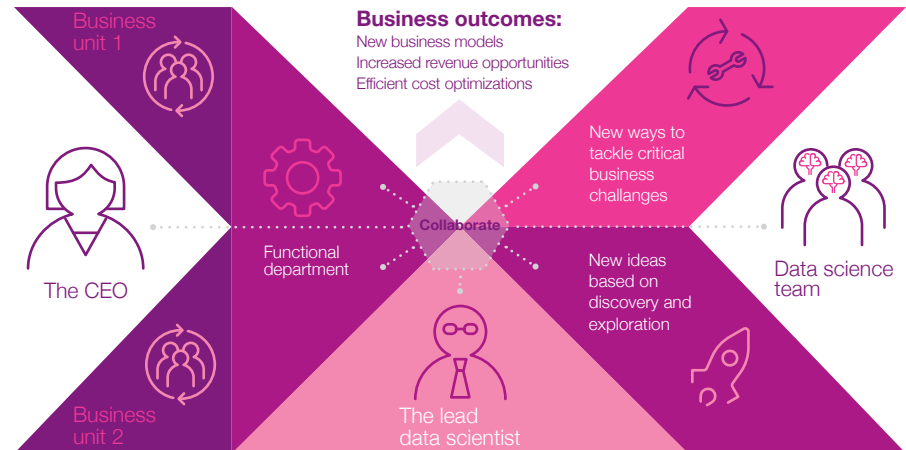 Business
unit 1
Business outcomes:
New business models
Increased revenue opportunities
Efficient cost optimizations
New ways to
tackle critical
business
challanges
Collaborate
Functional
department
The CEO
New ideas
based on
discovery and
exploration
Data science
team
Business
unit 2
The lead
data scientist